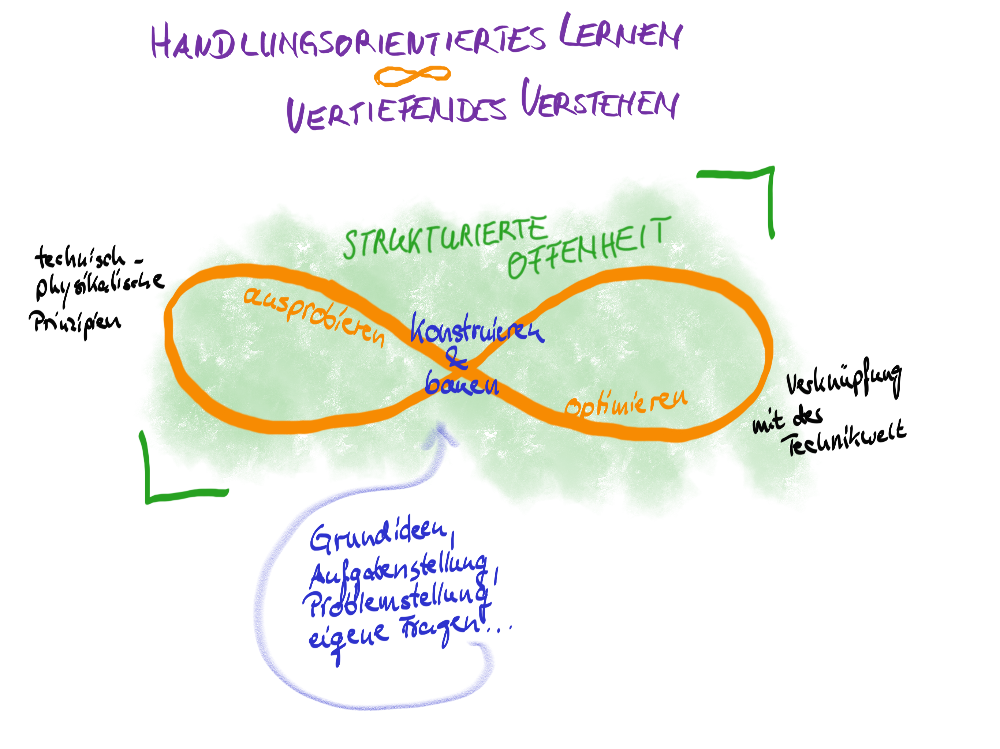 HANDLUNGSORIENTIERTES LERNEN
VERTIEFENDES VERSTEHEN
STRUKTURIERTE
OFFENHEIT
technisch-
physikalische
Prinzipien
ausprobieren
Konstruieren
&
bauen
optimieren
Verknüpfung
mit der
Technikwelt
Grundideen,
Aufgabenstellung,
Problemstellung,
eigene Fragen...